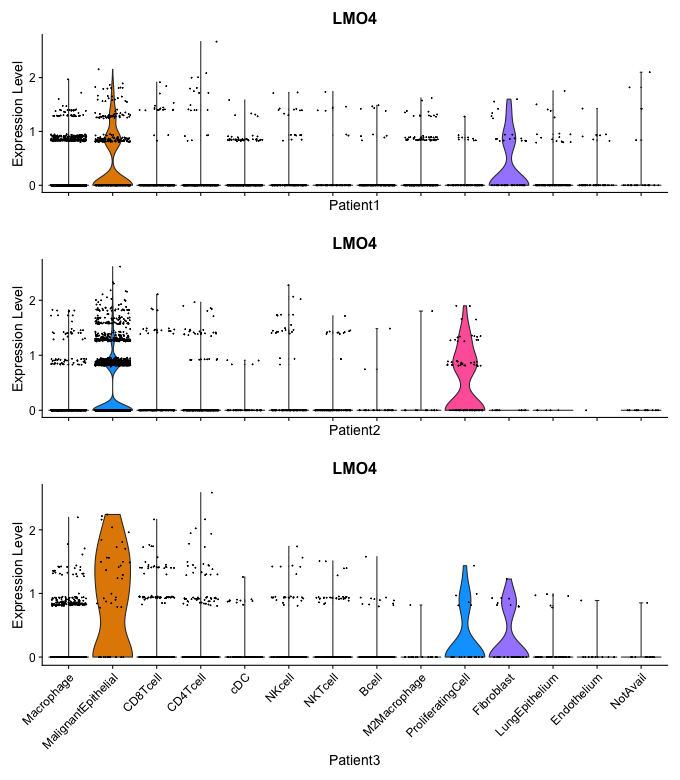 LMO4
Expression Level
2
1
0
Patient1
LMO4
Expression Level
2
1
0
Patient2
LMO4
Expression Level
2
1
0
Macrophage
MalignantEpithelial
CD8Tcell
CD4Tcell
cDC
NKcell
NKTcell
Bcell
M2Macrophage
ProliferatingCell
Fibroblast
LungEpithelium
Endothelium
NotAvail
Patient3